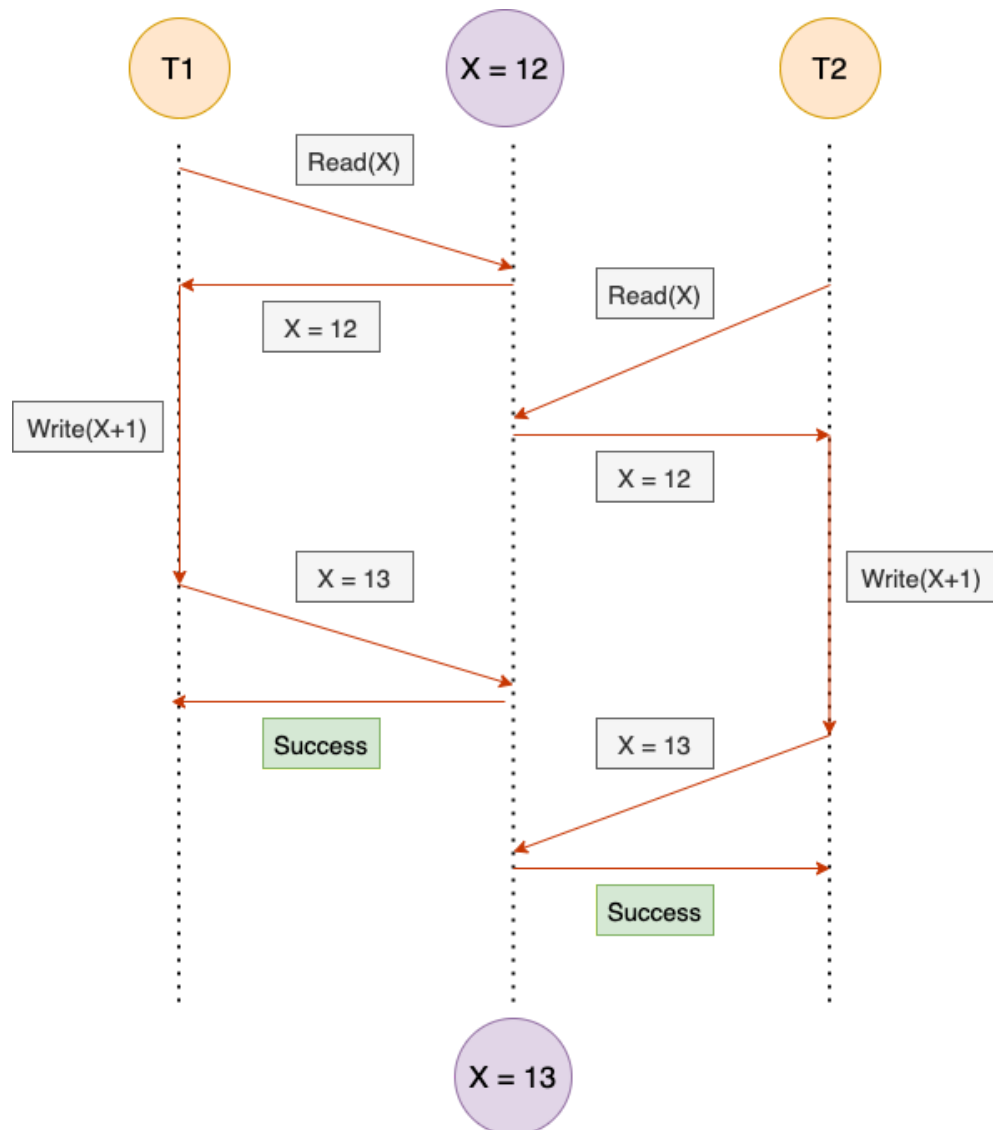 T1
X = 12
T2
Read(X)
Read(X)
X = 12
Write(X+1)
X = 12
X = 13
Write(X+1)
Success
X = 13
Success
X = 13